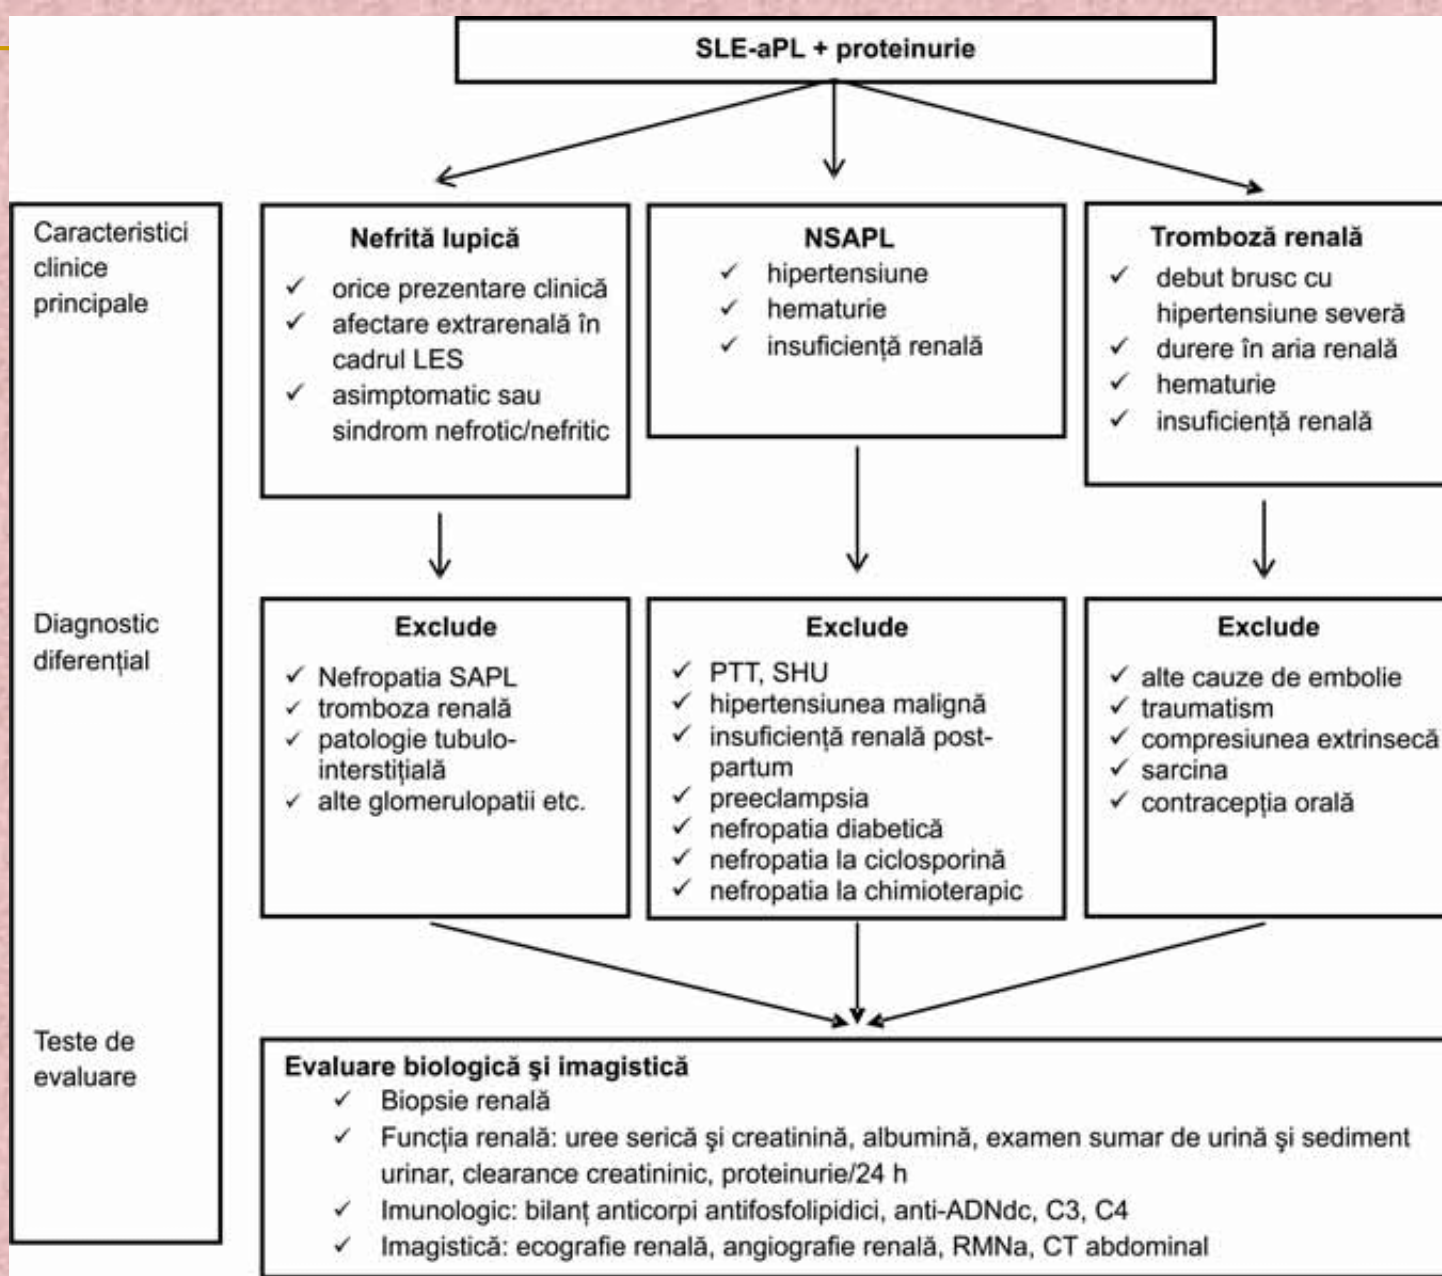 SLE-aPL + proteinurie
Caracteristici
clinice
principale
Nefrită lupică
✓ orice prezentare clinică
✓ afectare extrarenală în
cadrul LES
✓ asimptomatic sau
sindrom nefrotic/nefritic
NSAPL
✓ hipertensiune
✓ hematurie
✓ insuficiență renală
Tromboză renală
✓ debut brusc cu
hipertensiune severă
✓ durere în aria renală
✓ hematurie
✓ insuficiență renală
Diagnostic
diferențial
Exclude
✓ Nefropatia SAPL
✓ tromboza renală
✓ patologie tubulo-
interstițială
✓ alte glomerulopatii etc.
Exclude
✓ PTT, SHU
✓ hipertensiunea malignă
✓ insuficiență renală post-
partum
✓ preeclampsia
✓ nefropatia diabetică
✓ nefropatia la ciclosporină
✓ nefropatia la chimioterapic
Exclude
✓ alte cauze de embolie
✓ traumatism
✓ compresiunea extrinsecă
✓ sarcina
✓ contracepția orală
Teste de
evaluare
Evaluare biologică şi imagistică
✓ Biopsie renală
✓ Funcția renală: uree serică şi creatinină, albumină, examen sumar de urină şi sediment
urinar, clearance creatininic, proteinurie/24 h
✓ Imunologic: bilanț anticorpi antifosfolipidici, anti-ADNdc, C3, C4
✓ Imagistică: ecografie renală, angiografie renală, RMNa, CT abdominal